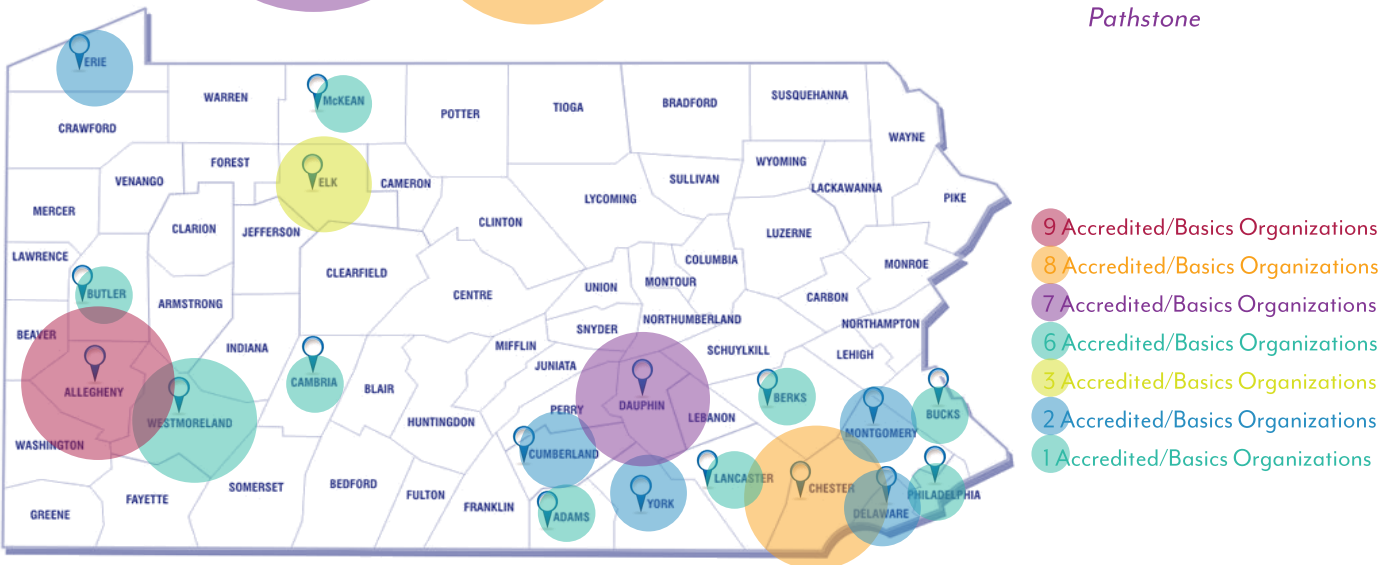 Pathstone
ERIE
WARREN
McKEAN
POTTER
TIOGA
BRADFORD
SUSQUEHANNA
CRAWFORD
WAYNE
FOREST
VENANGO
ELK
CAMERON
SULLIVAN
WYOMING
LACKAWANNA
PIKE
MERCER
CLARION
JEFFERSON
CLINTON
LYCOMING
LUZERNE
LAWRENCE
CLEARFIELD
COLUMBIA
MONROE
BUTLER
ARMSTRONG
CENTRE
UNION
MONTOUR
CARBON
BEAVER
INDIANA
SNYDER
NORTHUMBERLAND
NORTHAMPTON
MIFFLIN
JUNIATA
SCHUYLKILL
LEHIGH
ALLEGHENY
CAMBRIA
BLAIR
PERRY
DAUPHIN
LEBANON
BERKS
BUCKS
WESTMORELAND
HUNTINGDON
MONTGOMERY
WASHINGTON
CUMBERLAND
LANCASTER
CHESTER
PHILADELPHIA
GREENE
FAYETTE
SOMERSET
BEDFORD
FULTON
FRANKLIN
ADAMS
YORK
DELAWARE
9 Accredited/Basics Organizations
8 Accredited/Basics Organizations
7 Accredited/Basics Organizations
6 Accredited/Basics Organizations
3 Accredited/Basics Organizations
2 Accredited/Basics Organizations
1 Accredited/Basics Organizations